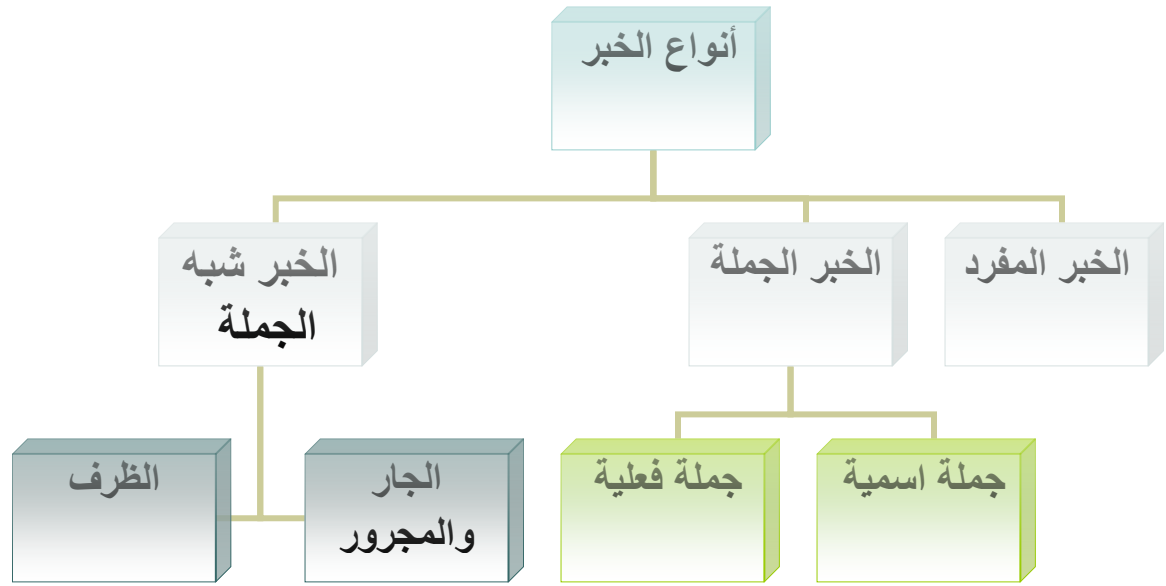 أنواع الخبر
الخبر المفرد
الخبر الجملة
الخبر شبه
الجملة
جملة اسمية
جملة فعلية
الجار
والمجرور
الظرف